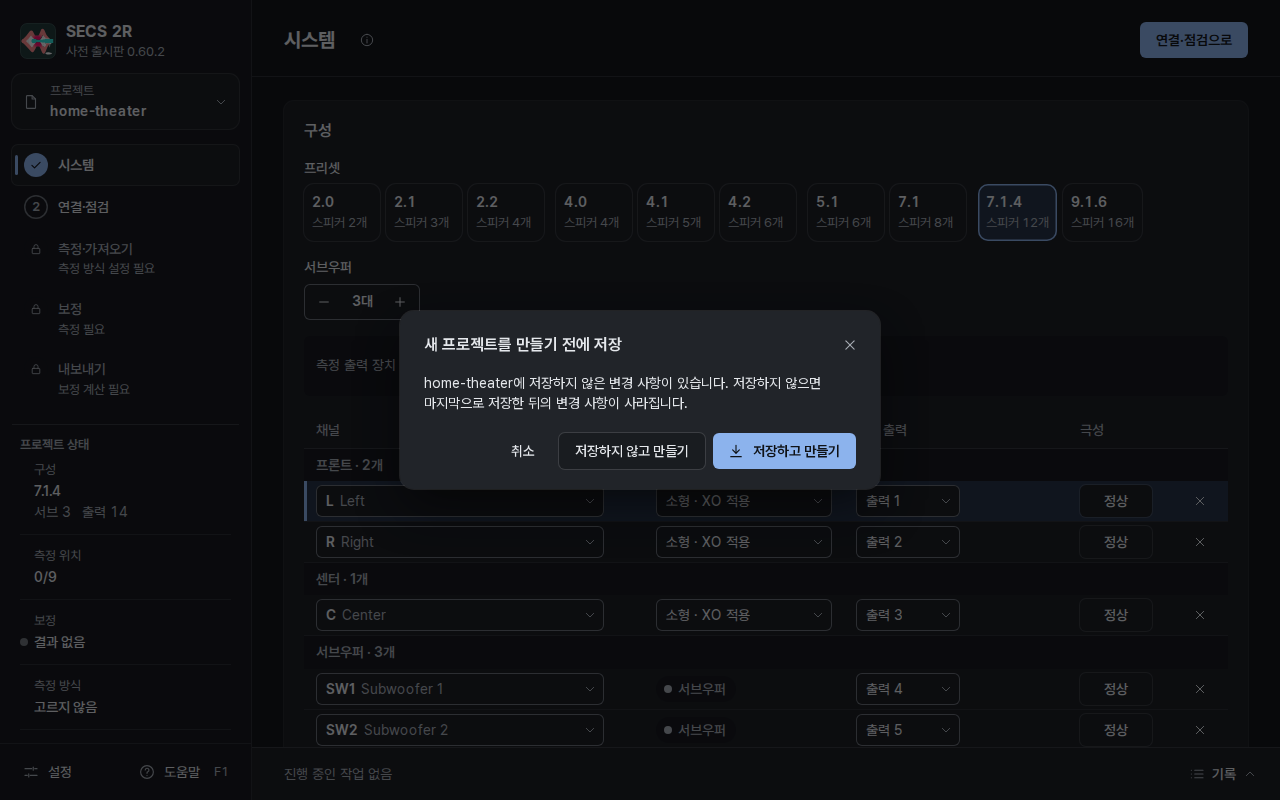 SECS 2R
사전 출시판 0.60.2
프로젝트
home-theater
시스템
2 연결·점검
측정·가져오기
측정 방식 설정 필요
보정
측정 필요
내보내기
보정 계산 필요
프로젝트 상태
구성
7.1.4
서브 3 출력 14
측정 위치
0/9
보정
결과 없음
측정 방식
고르지 않음
설정
도움말 F1
시스템
연결·점검으로
구성
프리셋
2.0 2.1 2.2 4.0 4.1 4.2 5.1 7.1 7.1.4 9.1.6
스피커 2개 스피커 3개 스피커 4개 스피커 4개 스피커 5개 스피커 6개 스피커 6개 스피커 8개 스피커 12개 스피커 16개
서브우퍼
3대
측정 출력 장치
새 프로젝트를 만들기 전에 저장
home-theater에 저장하지 않은 변경 사항이 있습니다. 저장하지 않으면
마지막으로 저장한 뒤의 변경 사항이 사라집니다.
취소 저장하지 않고 만들기 저장하고 만들기
채널 출력 극성
프론트 · 2개
L Left 소형 · XO 적용 출력 1 정상
R Right 소형 · XO 적용 출력 2 정상
센터 · 1개
C Center 소형 · XO 적용 출력 3 정상
서브우퍼 · 3개
SW1 Subwoofer 1 서브우퍼 출력 4 정상
SW2 Subwoofer 2 서브우퍼 출력 5 정상
진행 중인 작업 없음
기록